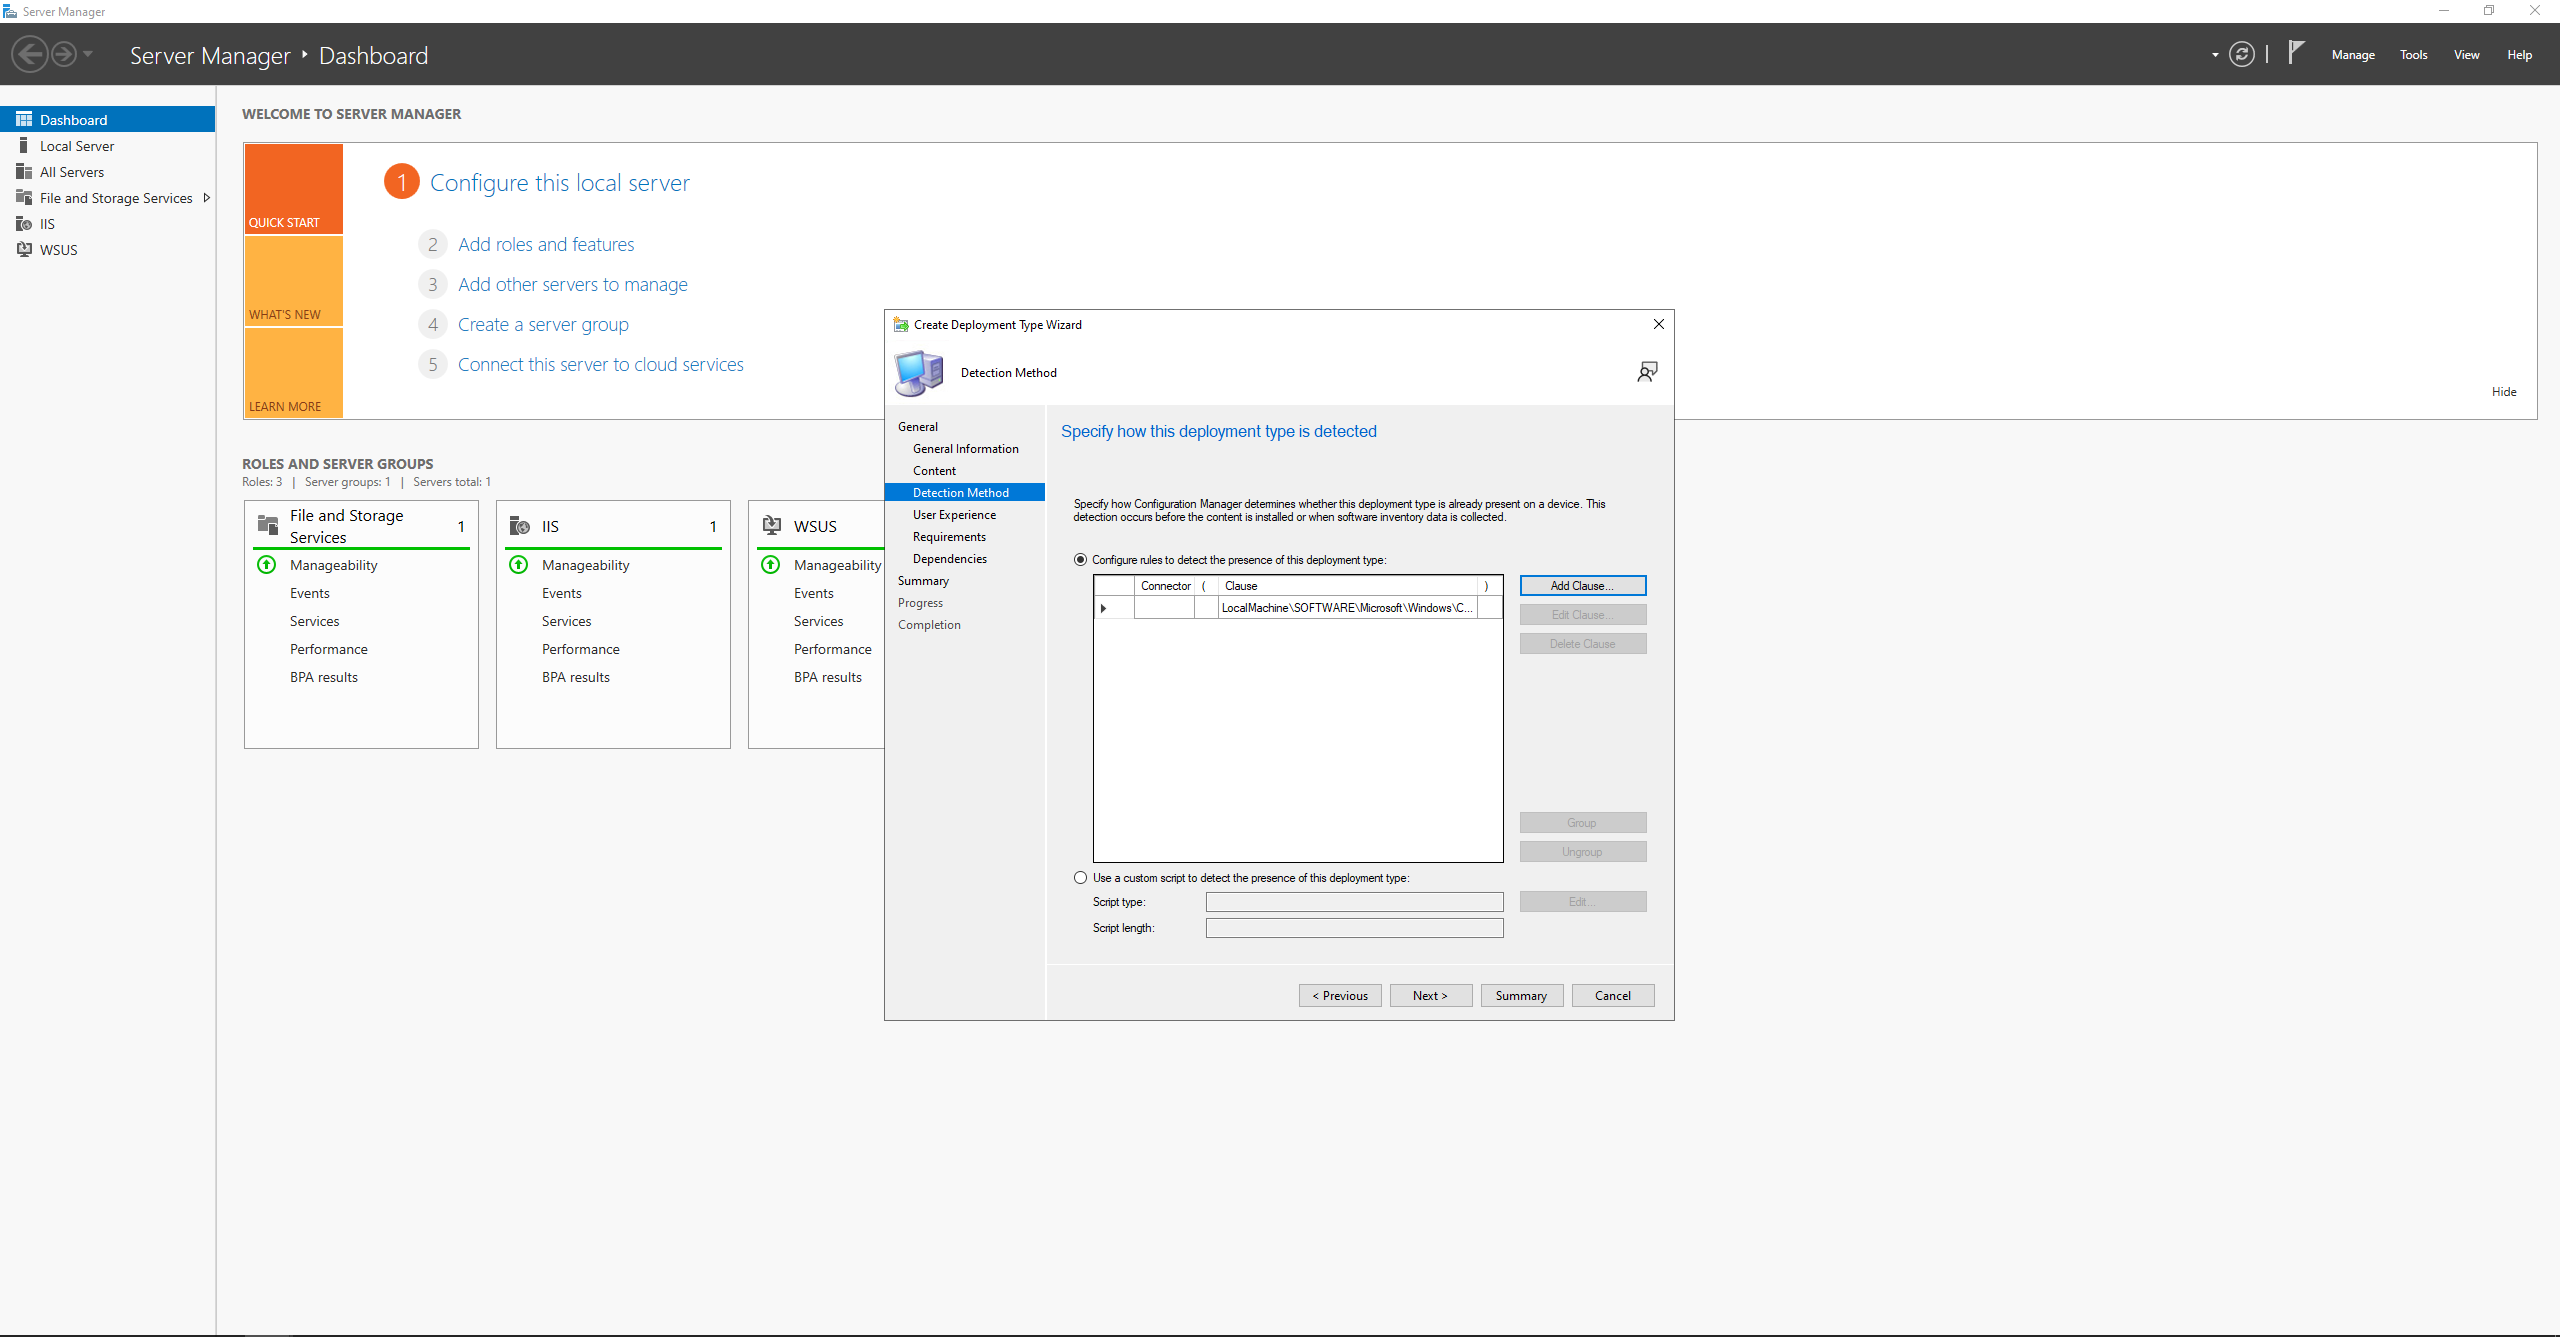 Server Manager
Server Manager ‣ Dashboard
Manage
Tools
View
Help
Dashboard
Local Server
All Servers
File and Storage Services
IIS
WSUS
WELCOME TO SERVER MANAGER
QUICK START
WHAT'S NEW
LEARN MORE
1 Configure this local server
2 Add roles and features
3 Add other servers to manage
4 Create a server group
5 Connect this server to cloud services
Hide
ROLES AND SERVER GROUPS
Roles: 3 | Server groups: 1 | Servers total: 1
File and Storage
Services
1
Manageability
Events
Services
Performance
BPA results
IIS
1
Manageability
Events
Services
Performance
BPA results
WSUS
Manageability
Events
Services
Performance
BPA results
Create Deployment Type Wizard
Detection Method
General
General Information
Content
Detection Method
User Experience
Requirements
Dependencies
Summary
Progress
Completion
Specify how this deployment type is detected
Specify how Configuration Manager determines whether this deployment type is already present on a device. This
detection occurs before the content is installed or when software inventory data is collected.
Configure rules to detect the presence of this deployment type:
Connector ( Clause )
LocalMachine\SOFTWARE\Microsoft\Windows\C...
Add Clause...
Edit Clause...
Delete Clause
Group
Ungroup
Use a custom script to detect the presence of this deployment type:
Script type:
Edit...
Script length:
< Previous
Next >
Summary
Cancel